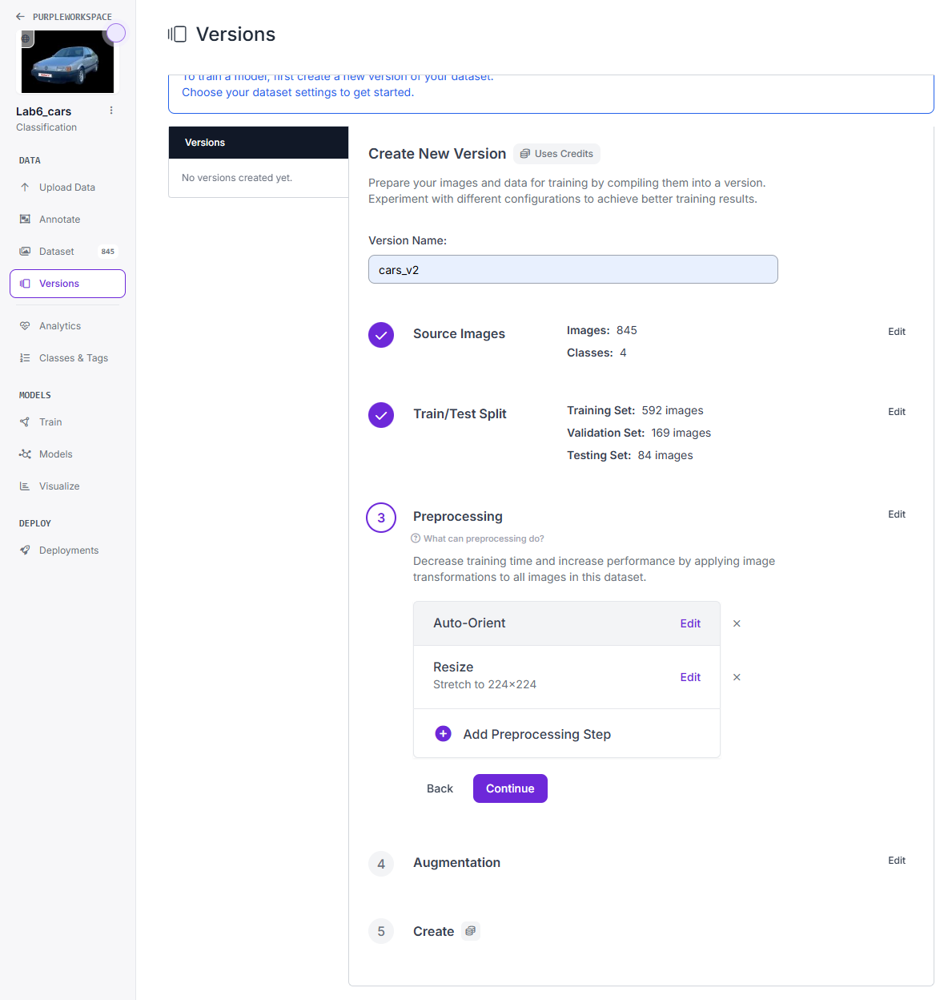 PURPLEWORKSPACE
Lab6_cars
Classification
DATA
Upload Data
Annotate
Dataset 845
Versions
Analytics
Classes & Tags
MODELS
Train
Models
Visualize
DEPLOY
Deployments
Versions
To train a model, first create a new version of your dataset.
Choose your dataset settings to get started.
Versions
No versions created yet.
Create New Version Uses Credits
Prepare your images and data for training by compiling them into a version.
Experiment with different configurations to achieve better training results.
Version Name:
cars_v2
Source Images
Images: 845
Classes: 4
Edit
Train/Test Split
Training Set: 592 images
Validation Set: 169 images
Testing Set: 84 images
Edit
3 Preprocessing Edit
What can preprocessing do?
Decrease training time and increase performance by applying image
transformations to all images in this dataset.
Auto-Orient Edit ×
Resize
Stretch to 224×224
Edit ×
Add Preprocessing Step
Back Continue
4 Augmentation Edit
5 Create